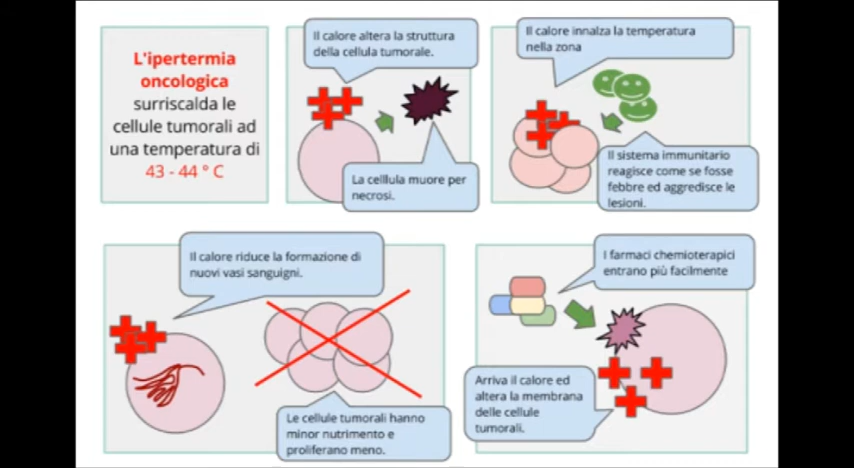 L'ipertermia
oncologica
surriscalda le
cellule tumorali ad
una temperatura di
43 - 44 ° C
Il calore altera la struttura
della cellula tumorale.
La celllula muore per
necrosi.
Il calore innalza la temperatura
nella zona
Il sistema immunitario
reagisce come se fosse
febbre ed aggredisce le
lesioni.
Il calore riduce la formazione di
nuovi vasi sanguigni.
Le cellule tumorali hanno
minor nutrimento e
proliferano meno.
I farmaci chemioterapici
entrano più facilmente
Arriva il calore ed
altera la membrana
delle cellule
tumorali.